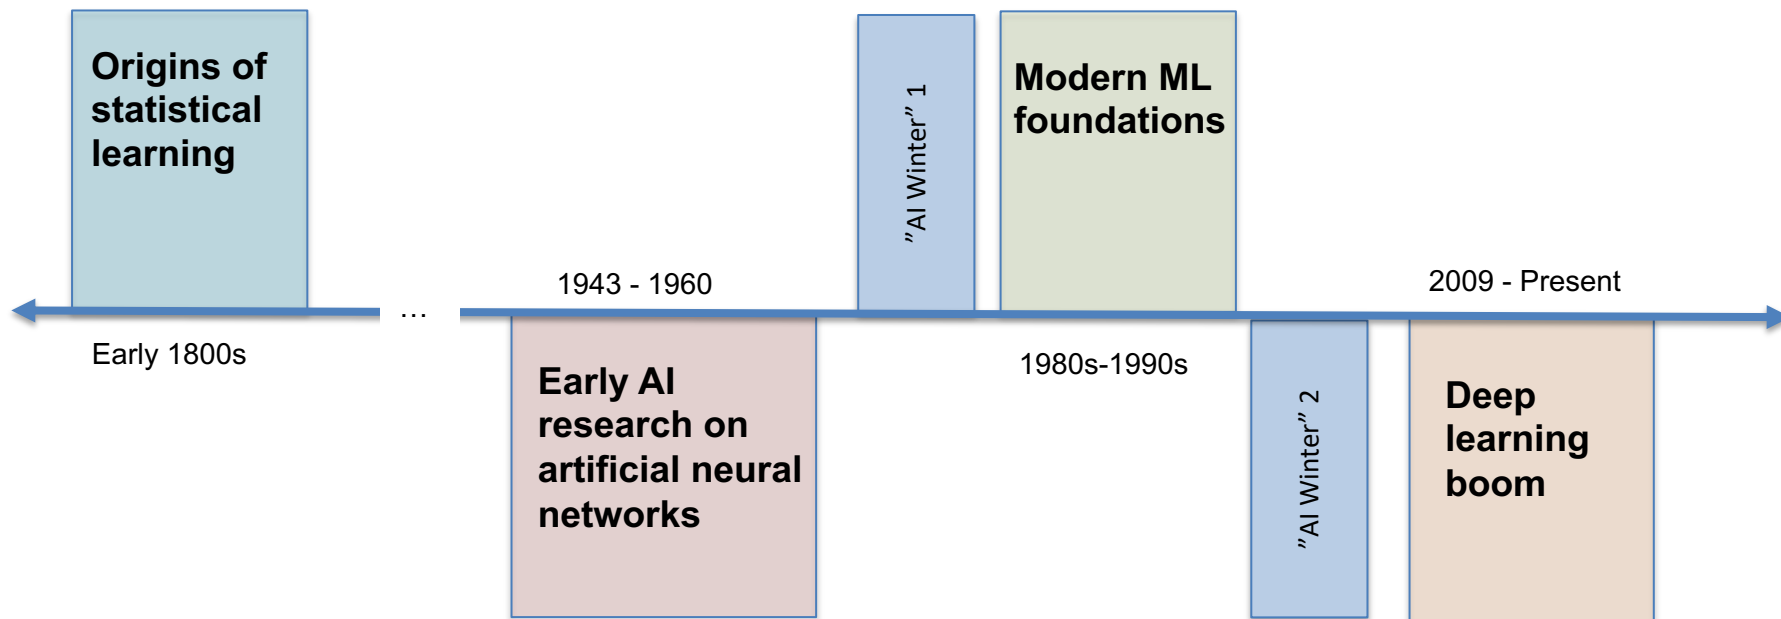 Origins of
statistical
learning
Early 1800s
...
1943 - 1960
Early AI
research on
artificial neural
networks
”AI Winter” 1
Modern ML
foundations
1980s-1990s
”AI Winter” 2
2009 - Present
Deep
learning
boom